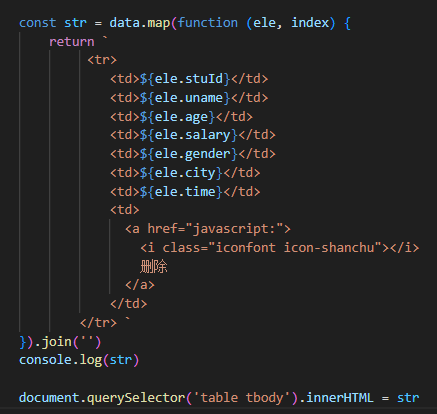 const str = data.map(function (ele, index) {
return `
<tr>
<td>${ele.stuId}</td>
<td>${ele.uname}</td>
<td>${ele.age}</td>
<td>${ele.salary}</td>
<td>${ele.gender}</td>
<td>${ele.city}</td>
<td>${ele.time}</td>
<td>
<a href="javascript:">
<i class="iconfont icon-shanchu"></i>
删除
</a>
</td>
</tr> `
}).join('')
console.log(str)
document.querySelector('table tbody').innerHTML = str